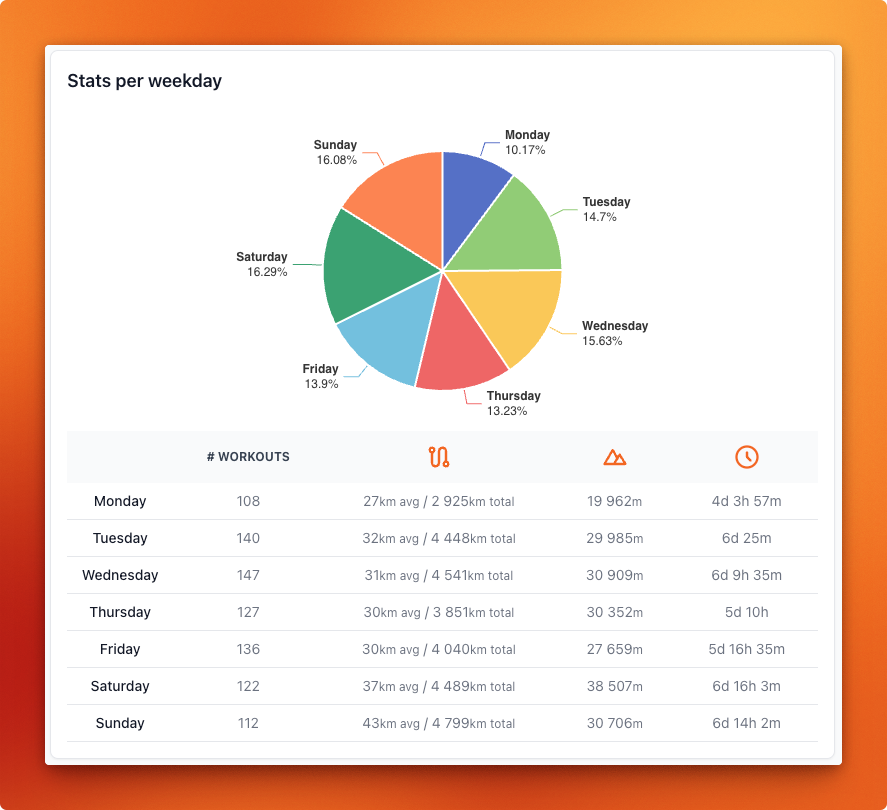 Stats per weekday
Monday
10.17%
Sunday
16.08%
Tuesday
14.7%
Saturday
16.29%
Wednesday
15.63%
Friday
13.9%
Thursday
13.23%
# WORKOUTS
Monday 108 27km avg / 2 925km total 19 962m 4d 3h 57m
Tuesday 140 32km avg / 4 448km total 29 985m 6d 25m
Wednesday 147 31km avg / 4 541km total 30 909m 6d 9h 35m
Thursday 127 30km avg / 3 851km total 30 352m 5d 10h
Friday 136 30km avg / 4 040km total 27 659m 5d 16h 35m
Saturday 122 37km avg / 4 489km total 38 507m 6d 16h 3m
Sunday 112 43km avg / 4 799km total 30 706m 6d 14h 2m